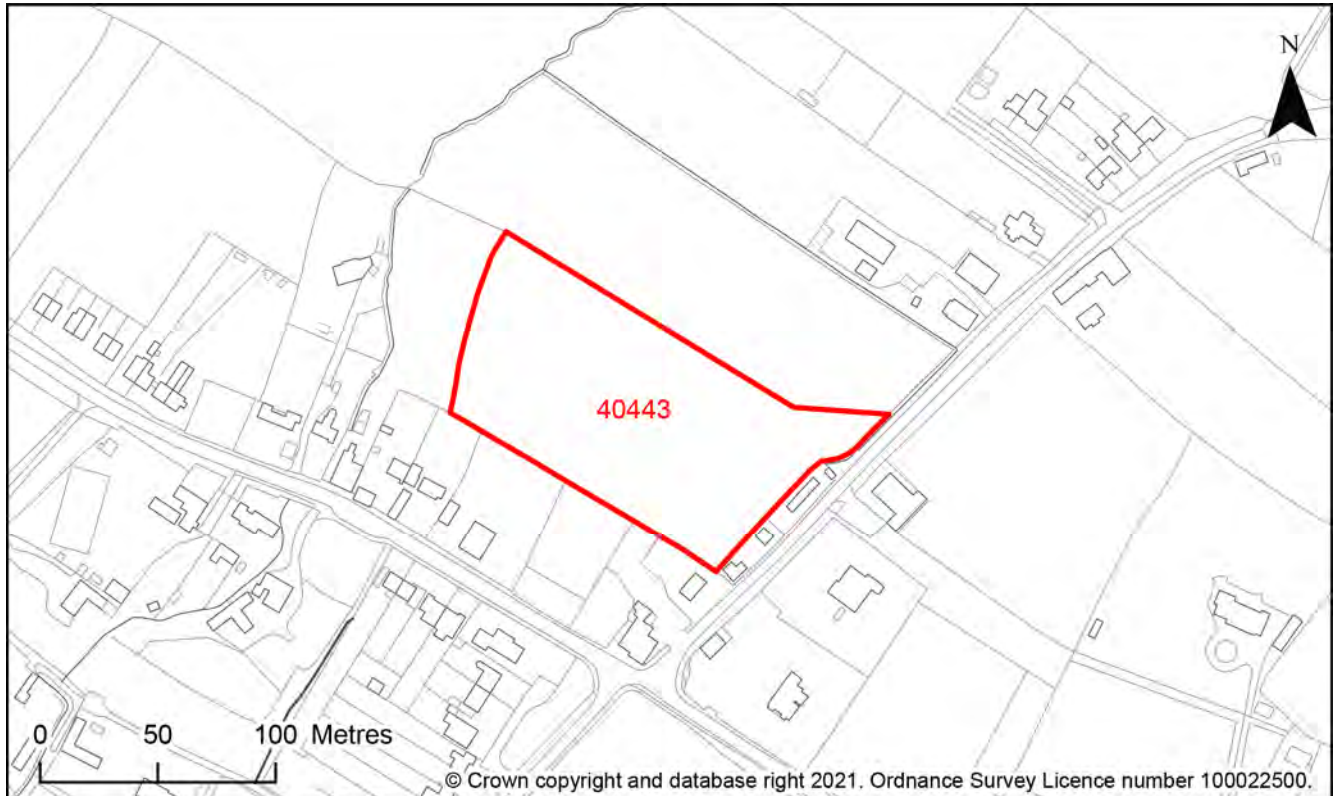 N
40443
0 50 100 Metres
© Crown copyright and database right 2021. Ordnance Survey Licence number 100022500.